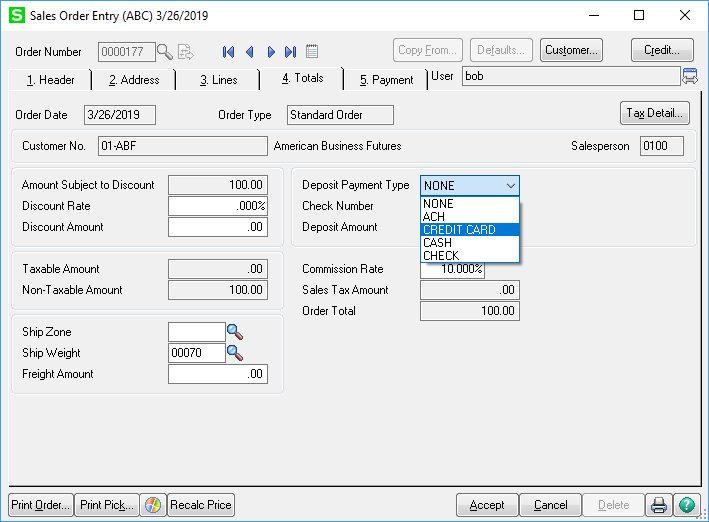 S Sales Order Entry (ABC) 3/26/2019
Order Number 0000177 Copy From... Defaults... Customer... Credit...
1. Header 2. Address 3. Lines 4. Totals 5. Payment User bob
Order Date 3/26/2019 Order Type Standard Order Tax Detail...
Customer No. 01-ABF American Business Futures Salesperson 0100
Amount Subject to Discount 100.00
Discount Rate .000%
Discount Amount .00
Deposit Payment Type NONE
Check Number
Deposit Amount
NONE
ACH
CREDIT CARD
CASH
CHECK
Taxable Amount .00
Non-Taxable Amount 100.00
Commission Rate 10.000%
Sales Tax Amount .00
Order Total 100.00
Ship Zone
Ship Weight 00070
Freight Amount .00
Print Order... Print Pick... Recalc Price Accept Cancel Delete ?